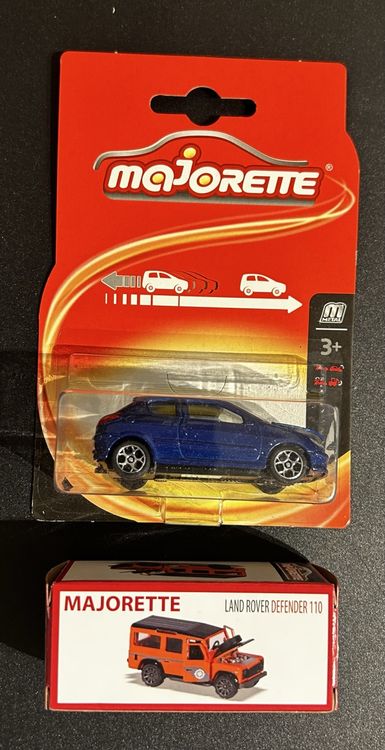 majorette
METAL
3+
MAJORETTE
LAND ROVER DEFENDER 110